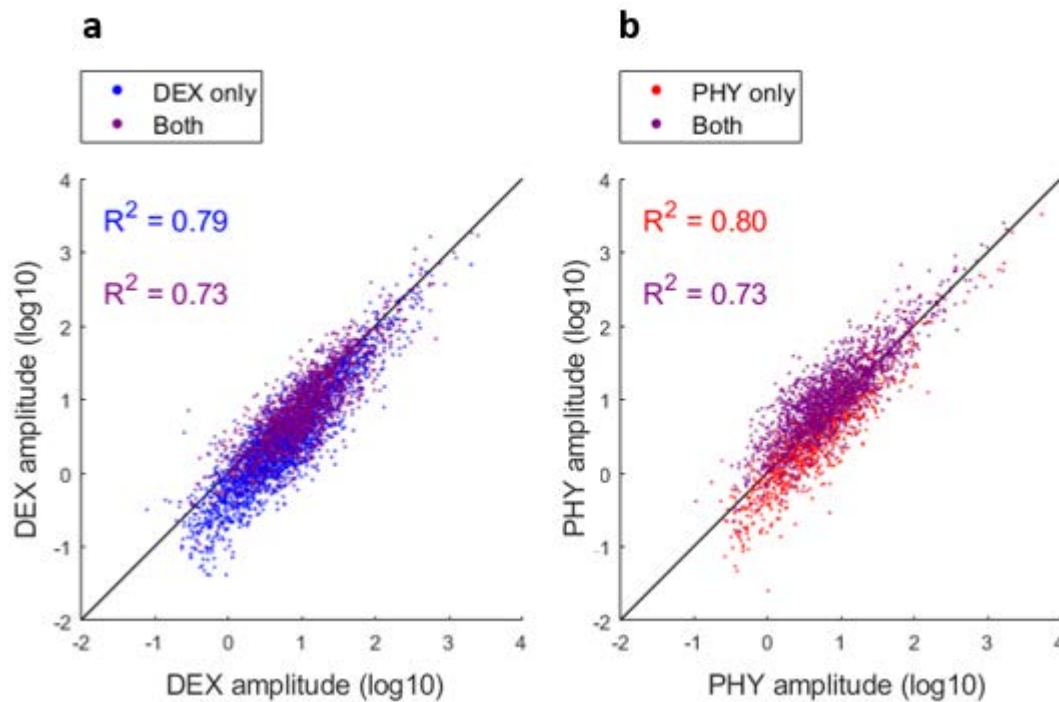 a
DEX only
Both
R² = 0.79
R² = 0.73
4
3
2
1
0
-1
-2
-2 -1 0 1 2 3 4
DEX amplitude (log10)
DEX amplitude (log10)
b
PHY only
Both
R² = 0.80
R² = 0.73
4
3
2
1
0
-1
-2
-2 -1 0 1 2 3 4
PHY amplitude (log10)
PHY amplitude (log10)